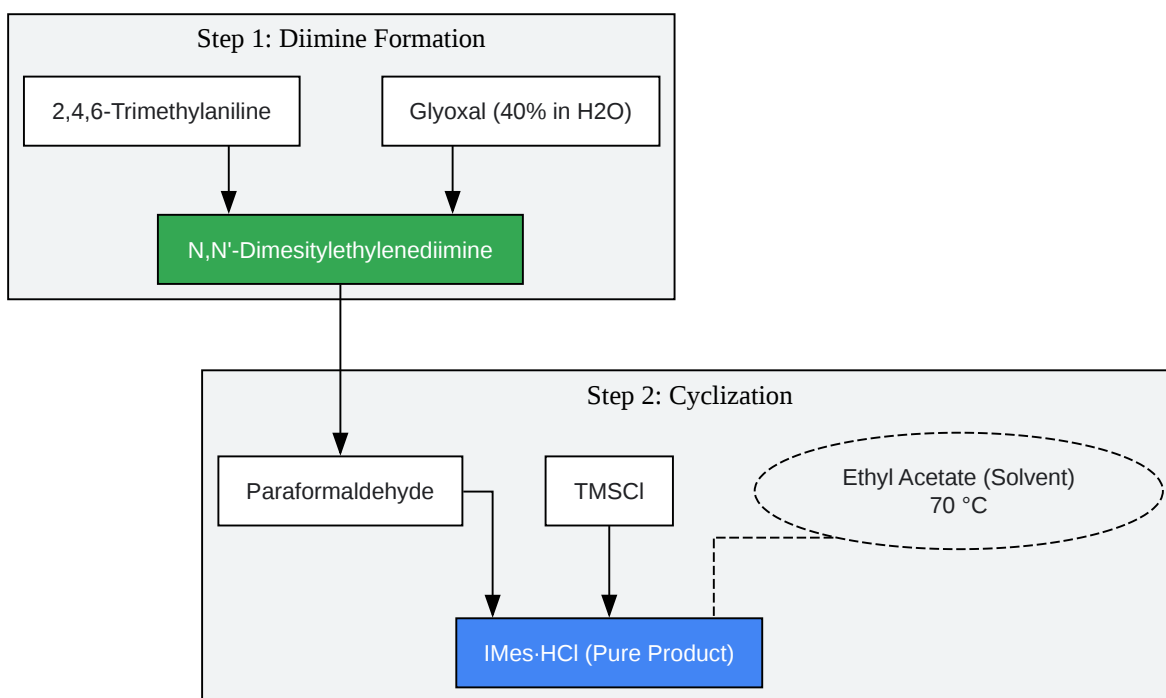 Step 1: Diimine Formation
2,4,6-Trimethylaniline
Glyoxal (40% in H2O)
N,N'-Dimesitylethylenediimine
Step 2: Cyclization
Paraformaldehyde
TMSCl
Ethyl Acetate (Solvent)
70 °C
IMes·HCl (Pure Product)